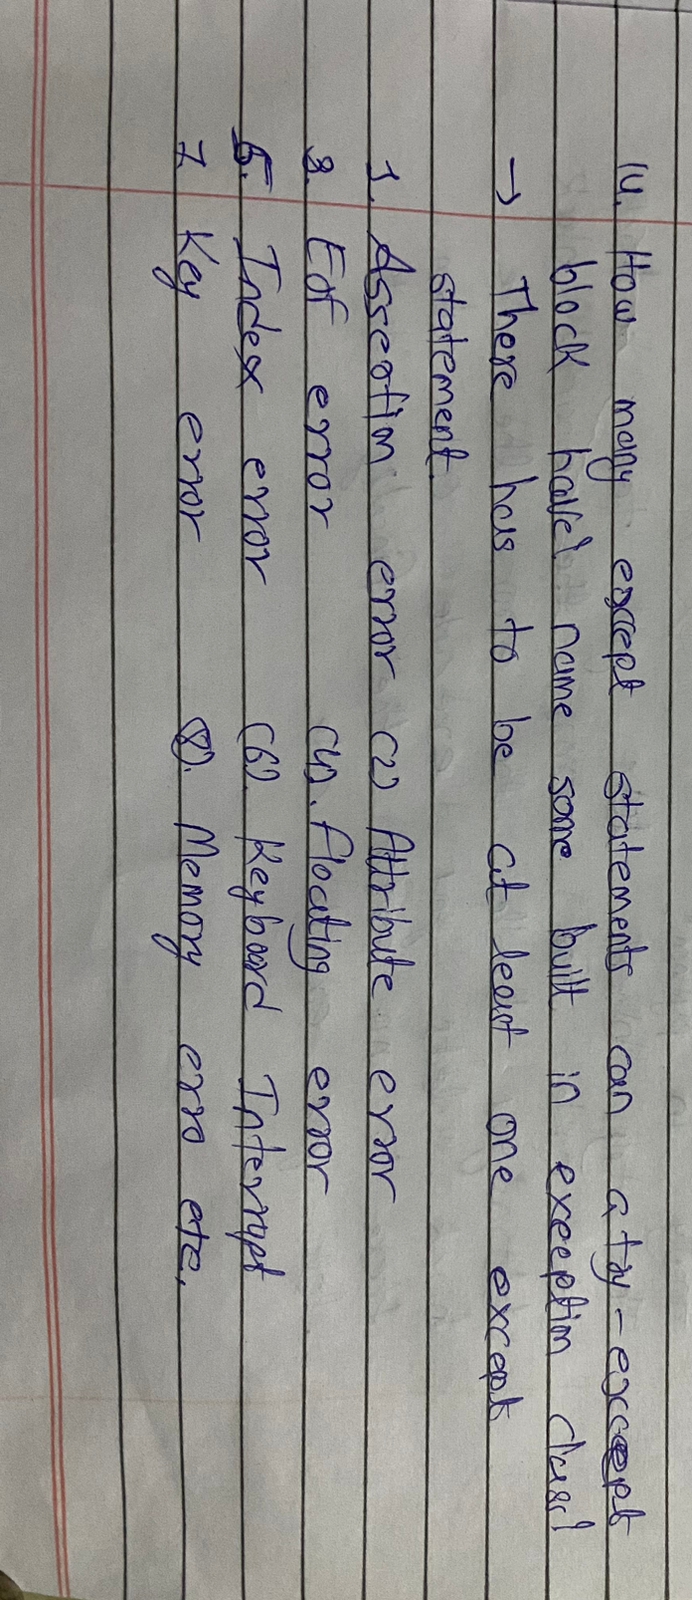 14. How many except statements can a try-except
block have? name some built in exeeption class!
→ There has to be at least one except
statement.
1. Asseotim error (2) Attribute error
3. Eof error (4). Floating error
5. Index error (6). Keyboard Interrupt
7. Key error (8). Memory erro etc,